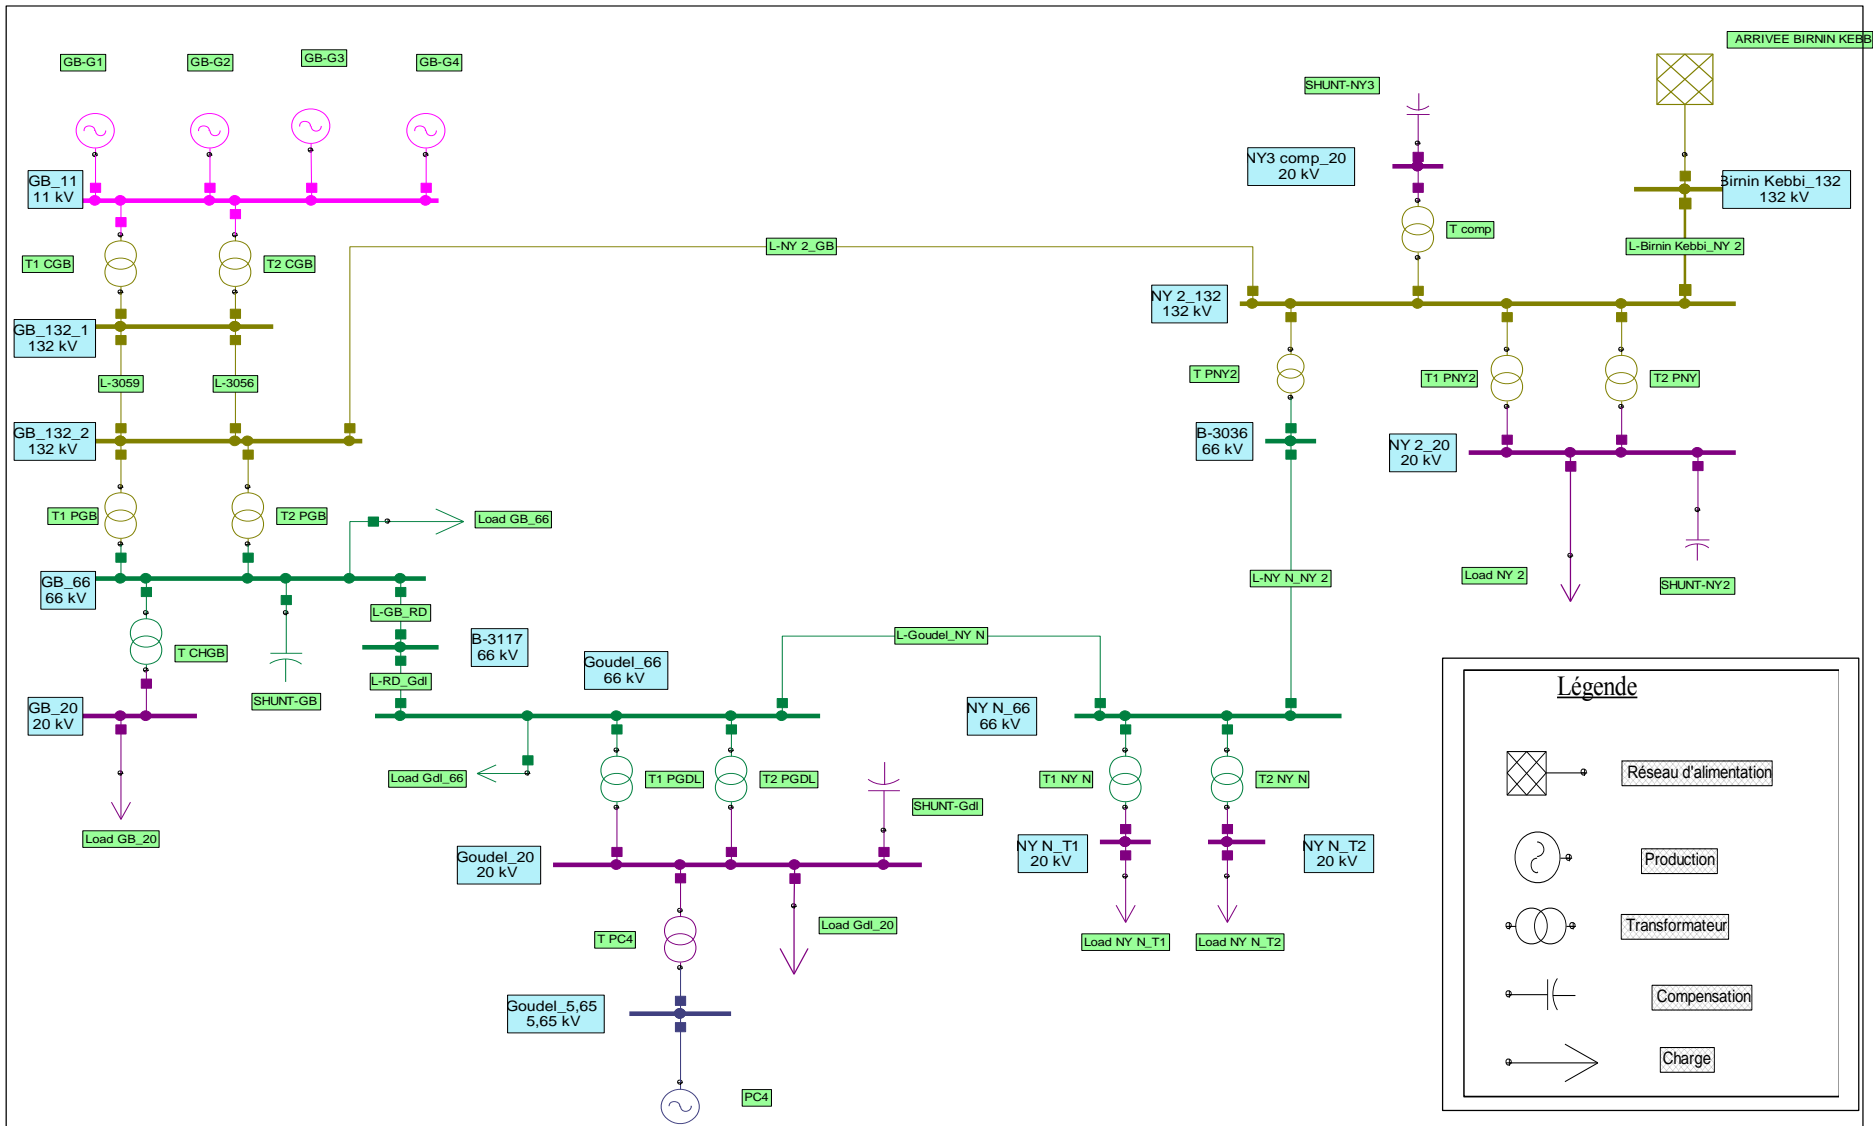 ARRIVEE BIRNIN KEBB
GB-G1
GB-G2
GB-G3
GB-G4
SHUNT-NY3
GB_11
11 kV
NY3 comp_20
20 kV
Birnin Kebbi_132
132 kV
T1 CGB
T2 CGB
L-NY 2_GB
T comp
L-Birnin Kebbi_NY 2
NY 2_132
132 kV
GB_132_1
132 kV
L-3059
L-3056
T PNY2
T1 PNY2
T2 PNY
GB_132_2
132 kV
B-3036
66 kV
NY 2_20
20 kV
T1 PGB
T2 PGB
Load GB_66
GB_66
66 kV
L-NY N_NY 2
Load NY 2
SHUNT-NY2
L-GB_RD
T CHGB
B-3117
66 kV
L-Goudel_NY N
Goudel_66
66 kV
L-RD_Gdl
SHUNT-GB
GB_20
20 kV
NY N_66
66 kV
Load Gdl_66
T1 PGDL
T2 PGDL
T1 NY N
T2 NY N
SHUNT-Gdl
Load GB_20
Goudel_20
20 kV
NY N_T1
20 kV
NY N_T2
20 kV
T PC4
Load Gdl_20
Load NY N_T1
Load NY N_T2
Goudel_5,65
5,65 kV
PC4
Légende
Réseau d'alimentation
Production
Transformateur
Compensation
Charge